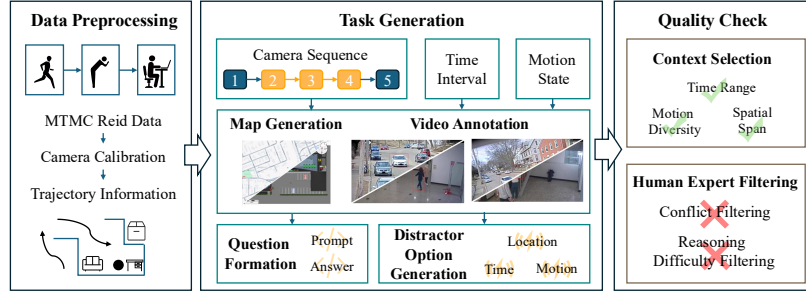 Data Preprocessing
MTMC Reid Data
Camera Calibration
Trajectory Information
Task Generation
Camera Sequence
1 2 3 4 5
Time
Interval
Motion
State
Map Generation
Video Annotation
Question
Formation
Prompt
Answer
Distractor
Option
Generation
Location
Time Motion
Quality Check
Context Selection
Time Range
Motion
Diversity
Spatial
Span
Human Expert Filtering
Conflict Filtering
Reasoning
Difficulty Filtering